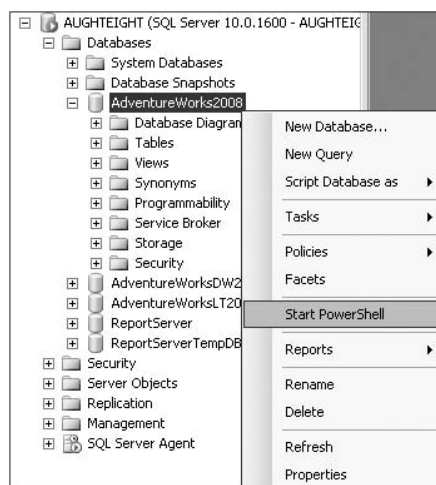 AUGHTEIGHT (SQL Server 10.0.1600 - AUGHTEIG
Databases
System Databases
Database Snapshots
AdventureWorks2008
Database Diagran
Tables
Views
Synonyms
Programmability
Service Broker
Storage
Security
AdventureWorksDW2
AdventureWorksLT20
ReportServer
ReportServerTempDB
Security
Server Objects
Replication
Management
SQL Server Agent
New Database...
New Query
Script Database as
Tasks
Policies
Facets
Start PowerShell
Reports
Rename
Delete
Refresh
Properties